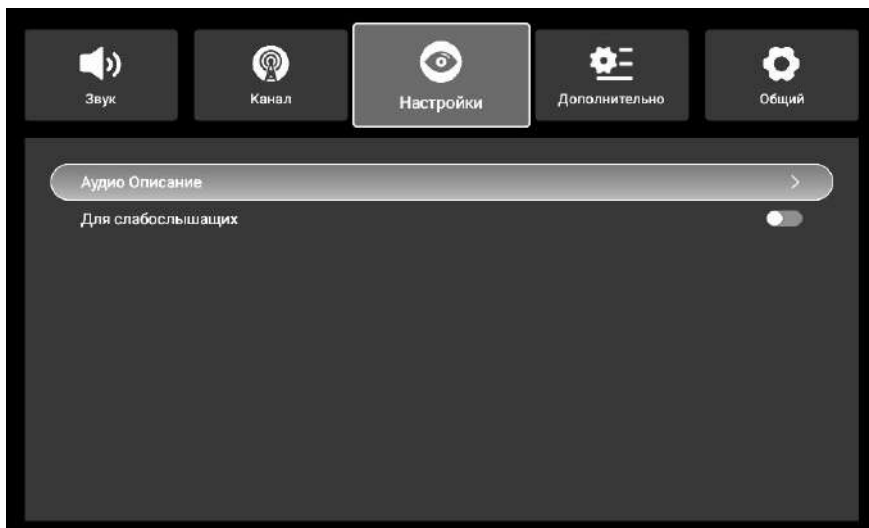 Звук
Канал
Настройки
Дополнительно
Общий
Аудио Описание
Для слабослышащих